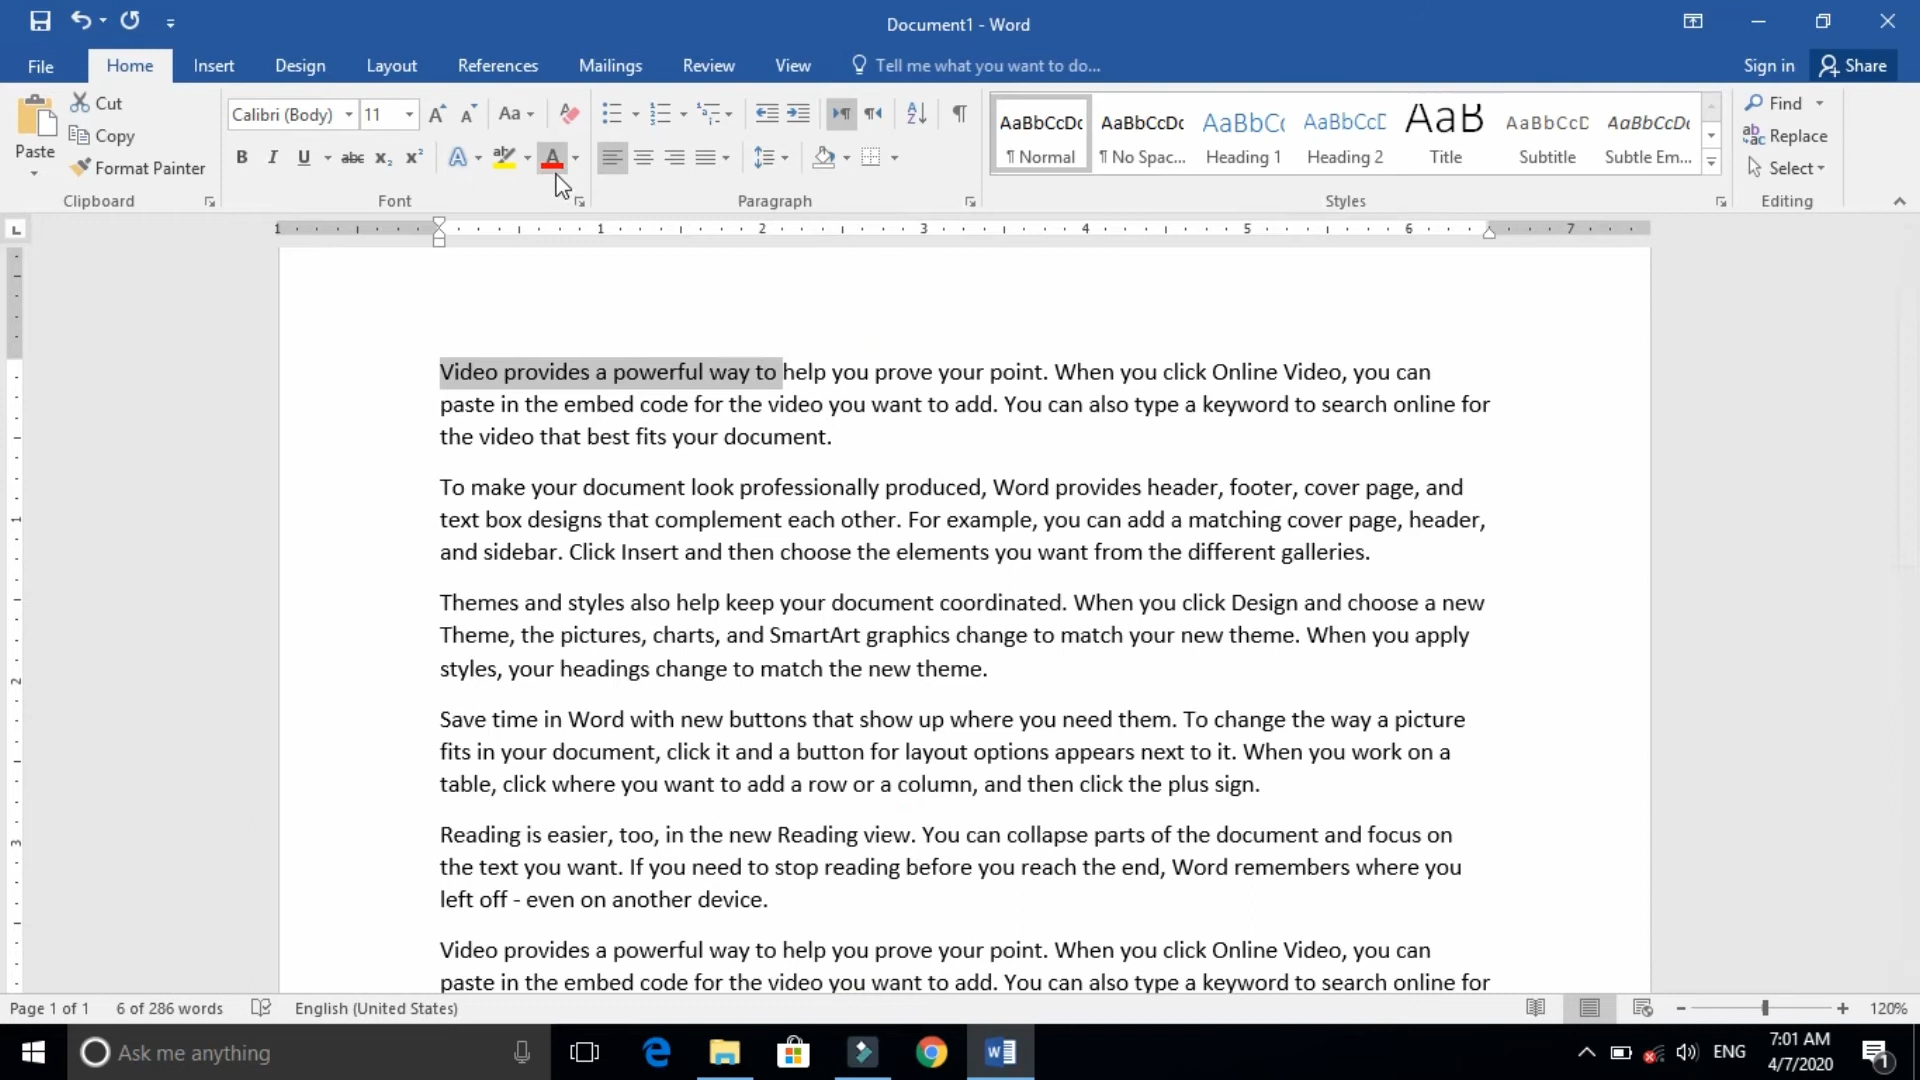 Document1 - Word
File Home Insert Design Layout References Mailings Review View Tell me what you want to do... Sign in Share
Paste Cut Copy Format Painter
Calibri (Body) 11 Aa
B I U abc X₂ X² A aby A
AaBbCcDc AaBbCcDc AaBbCc AaBbCcD AaB AaBbCcD AaBbCcDc
¶ Normal ¶ No Spac... Heading 1 Heading 2 Title Subtitle Subtle Em...
Find
Replace
Select
Clipboard Font Paragraph Styles Editing
1 1 2 3 4 5 6 7
Video provides a powerful way to help you prove your point. When you click Online Video, you can
paste in the embed code for the video you want to add. You can also type a keyword to search online for
the video that best fits your document.
To make your document look professionally produced, Word provides header, footer, cover page, and
text box designs that complement each other. For example, you can add a matching cover page, header,
and sidebar. Click Insert and then choose the elements you want from the different galleries.
Themes and styles also help keep your document coordinated. When you click Design and choose a new
Theme, the pictures, charts, and SmartArt graphics change to match your new theme. When you apply
styles, your headings change to match the new theme.
Save time in Word with new buttons that show up where you need them. To change the way a picture
fits in your document, click it and a button for layout options appears next to it. When you work on a
table, click where you want to add a row or a column, and then click the plus sign.
Reading is easier, too, in the new Reading view. You can collapse parts of the document and focus on
the text you want. If you need to stop reading before you reach the end, Word remembers where you
left off - even on another device.
Video provides a powerful way to help you prove your point. When you click Online Video, you can
paste in the embed code for the video you want to add. You can also type a keyword to search online for
Page 1 of 1 6 of 286 words English (United States) 120%
Ask me anything
ENG
7:01 AM
4/7/2020
1